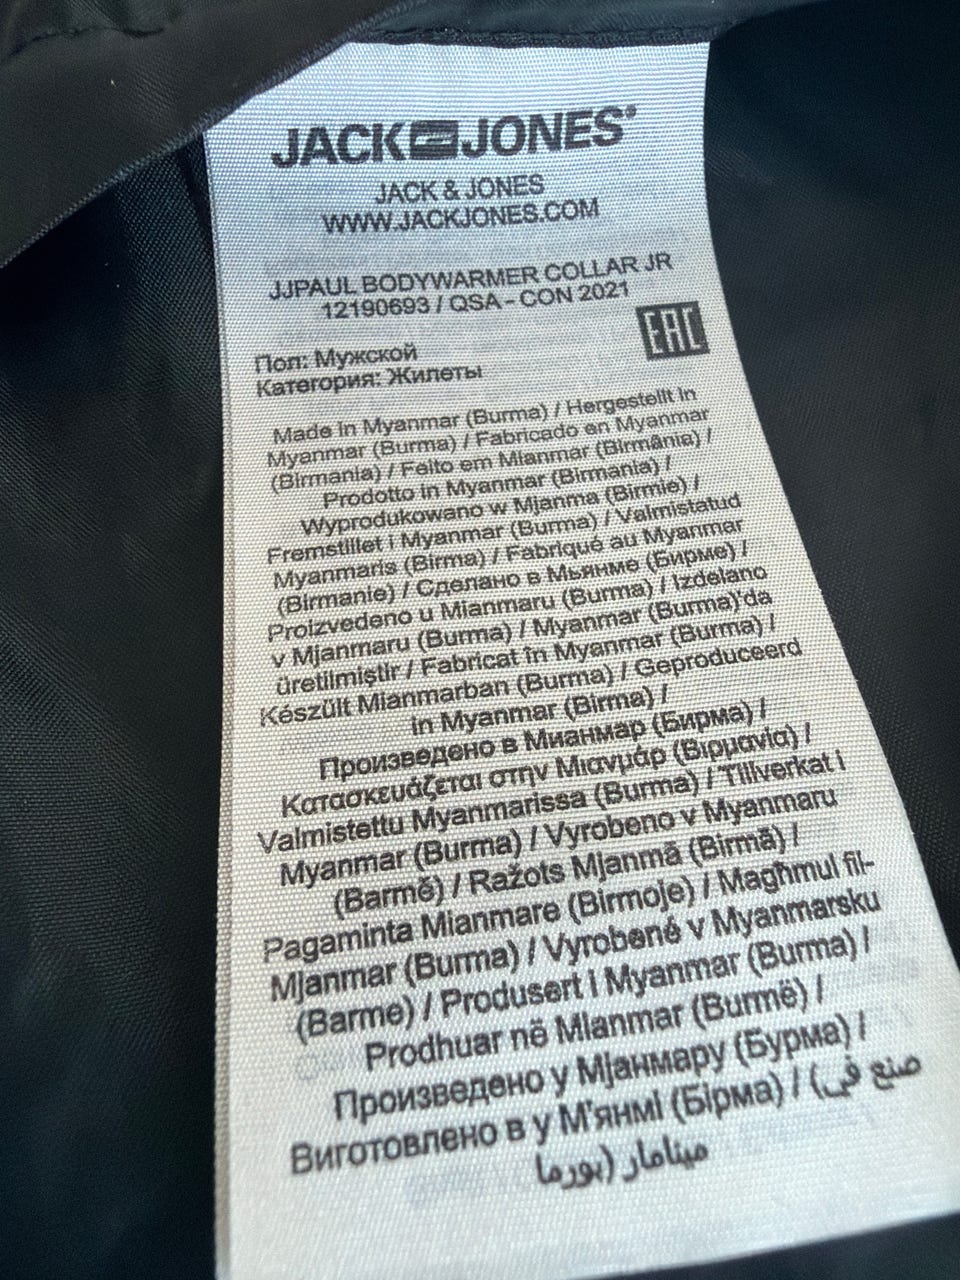 JACK JONES®
JACK & JONES
WWW.JACKJONES.COM
JJPAUL BODYWARMER COLLAR JR
12190693 / QSA - CON 2021
EAC
Пол: Мужской
Категория: Жилеты
Made in Myanmar (Burma) / Hergestellt in
Myanmar (Burma) / Fabricado en Myanmar
(Birmania) / Feito em Mianmar (Birmânia) /
Prodotto in Myanmar (Birmania) /
Wyprodukowano w Mjanma (Birmie) /
Fremstillet i Myanmar (Burma) / Valmistatud
Myanmaris (Birma) / Fabriqué au Myanmar
(Birmanie) / Сделано в Мьянме (Бирме) /
Proizvedeno u Mianmaru (Burma) / Izdelano
v Mjanmaru (Burma) / Myanmar (Burma)'da
üretilmiştir / Fabricat în Myanmar (Burma) /
Készült Mianmarban (Burma) / Geproduceerd
in Myanmar (Birma) /
Произведено в Мианмар (Бирма) /
Κατασκευάζεται στην Μιανμάρ (Βιρμανία) /
Valmistettu Myanmarissa (Burma) / Tillverkat i
Myanmar (Burma) / Vyrobeno v Myanmaru
(Barmě) / Ražots Mjanmā (Birmā) /
Pagaminta Mianmare (Birmoje) / Magħmul fil-
Mjanmar (Burma) / Vyrobené v Myanmarsku
(Barme) / Produsert i Myanmar (Burma) /
Prodhuar në Mianmar (Burmë) /
Произведено у Мјанмару (Бурма) /
Виготовлено в у М'янмі (Бірма) / صنع في)
مينامار (بورما